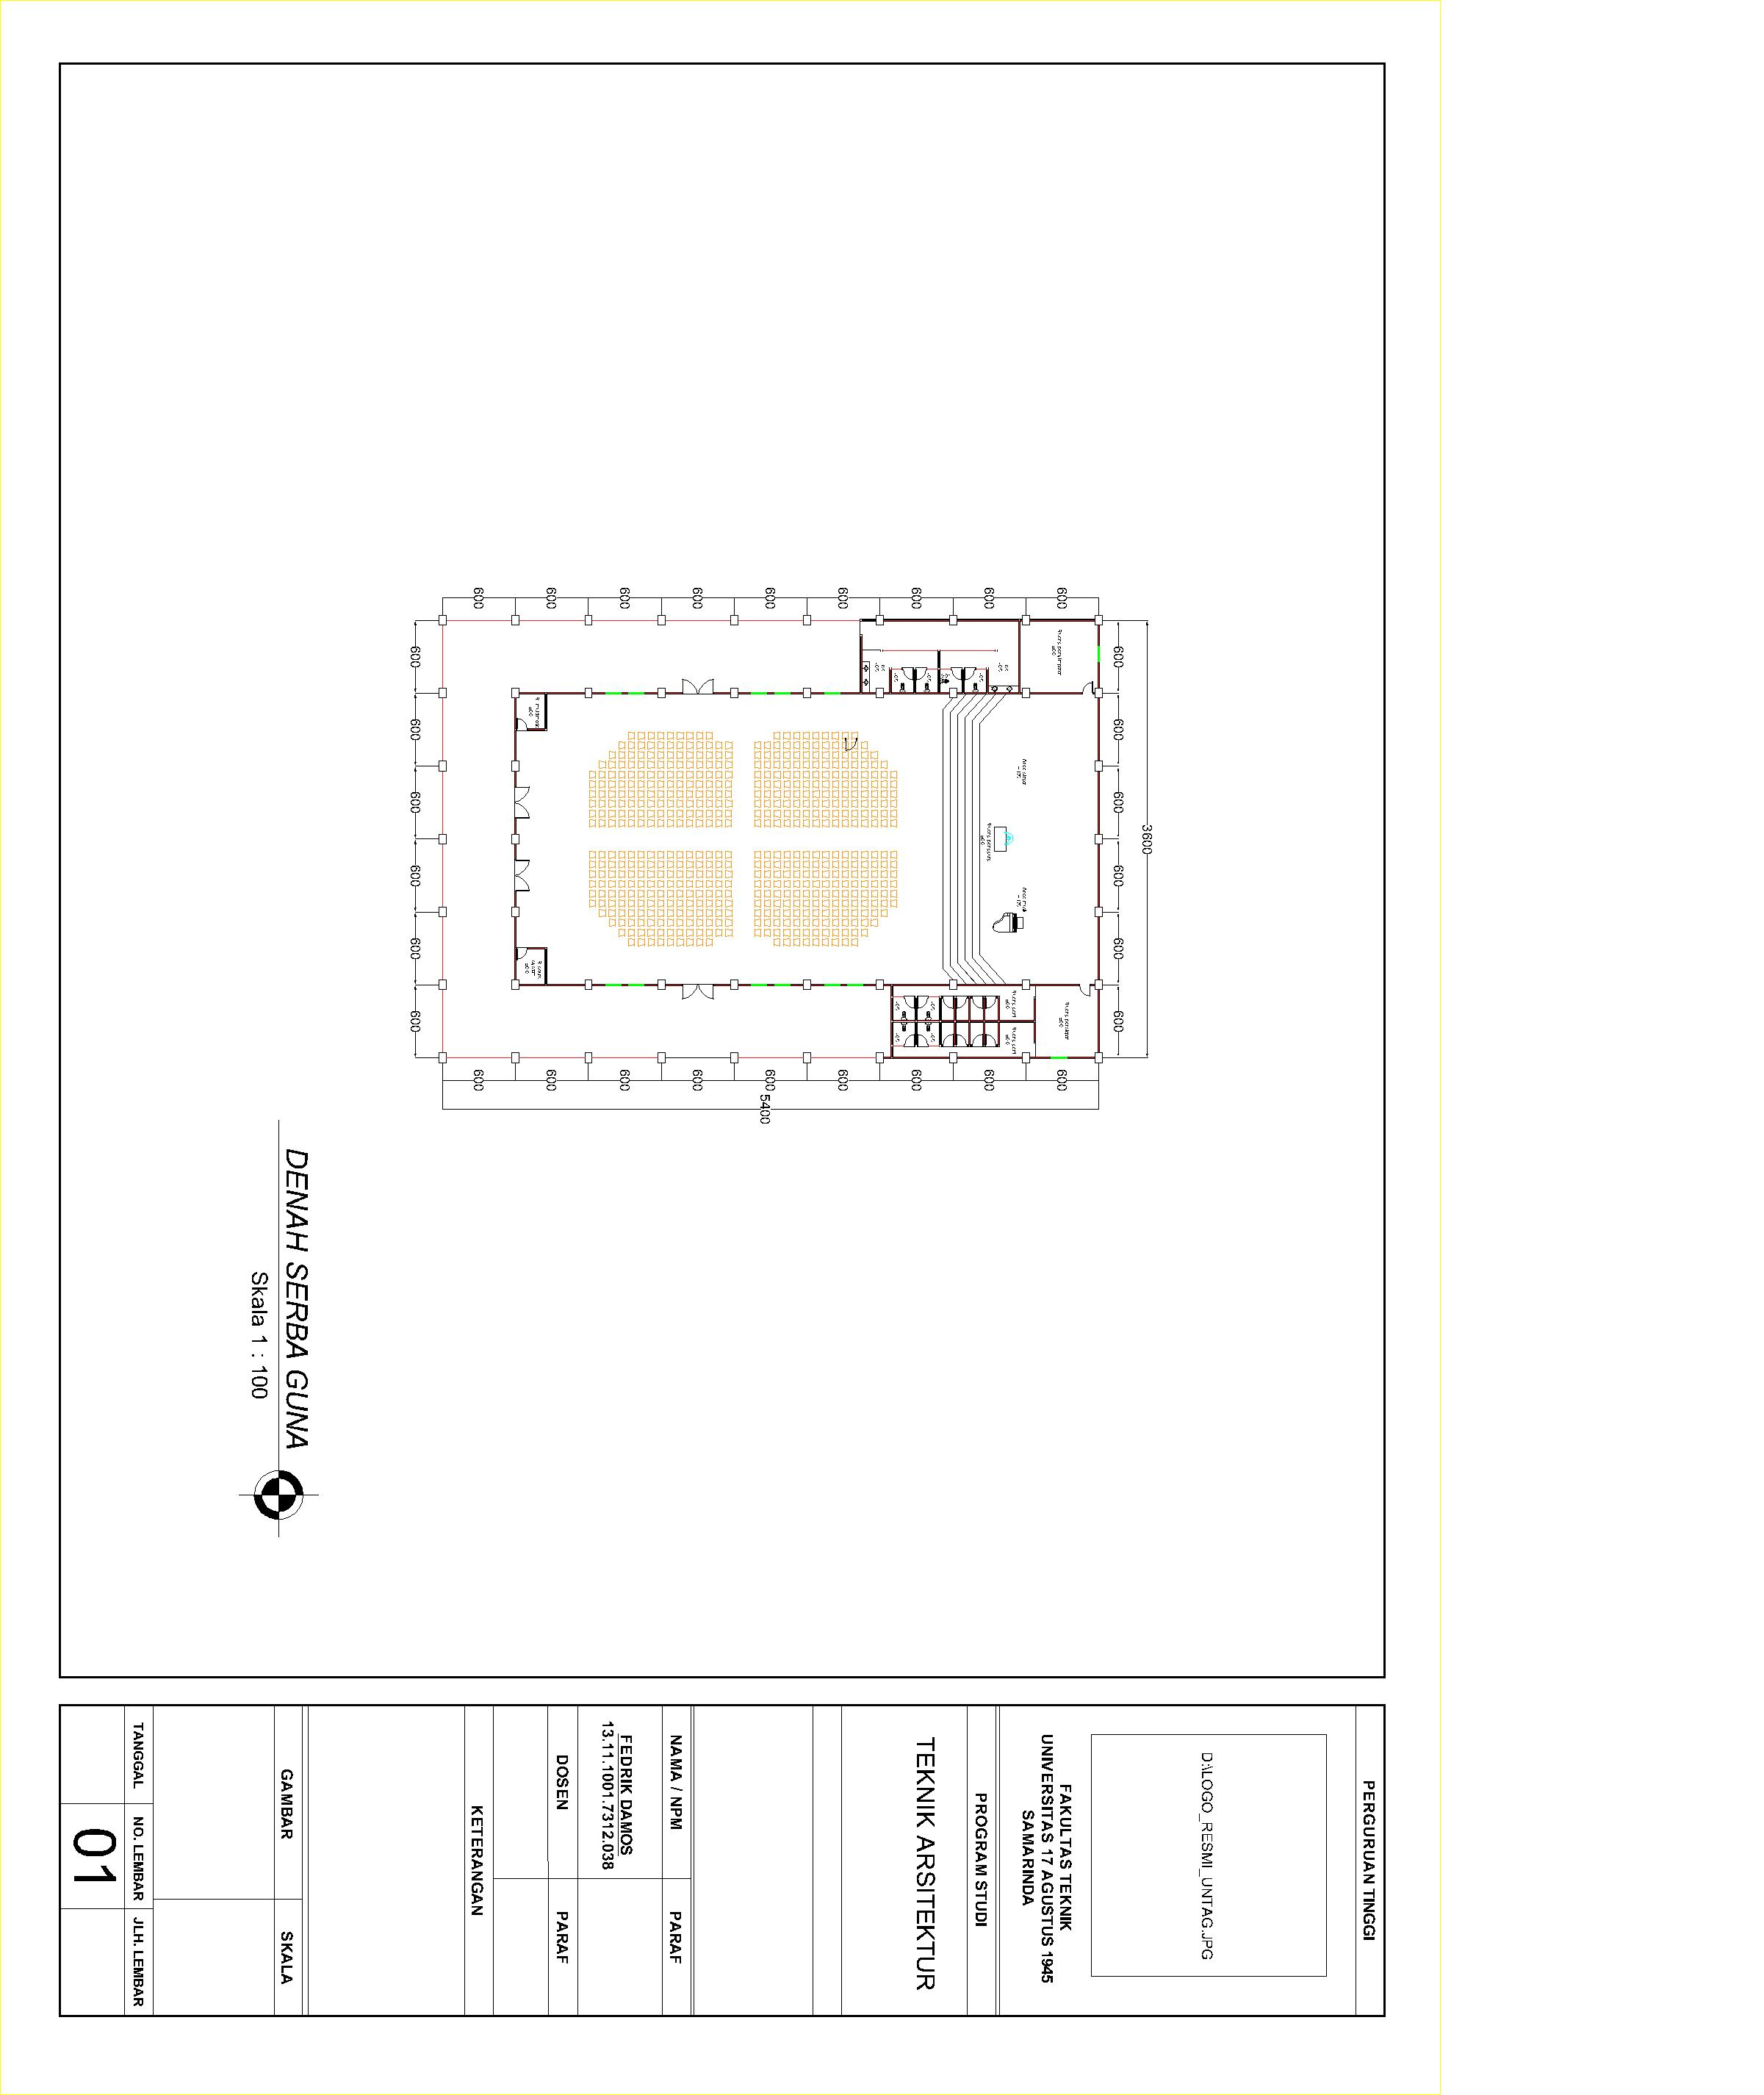 PERGURUAN TINGGI
D:\LOGO_RESMI_UNTAG.JPG
FAKULTAS TEKNIK
UNIVERSITAS 17 AGUSTUS 1945
SAMARINDA
PROGRAM STUDI
TEKNIK ARSITEKTUR
NAMA / NPM
PARAF
FEDRIK DAMOS
13.11.1001.7312.038
DOSEN
PARAF
KETERANGAN
GAMBAR
SKALA
TANGGAL
NO. LEMBAR
JLH. LEMBAR
01
3600
600 600 600 600 600 600
600 600 600 600 600 600 600 600 600
600 600 600 600 600 600 600 600 600
5400
600 600 600 600 600 600
DENAH SERBA GUNA
Skala 1 : 100